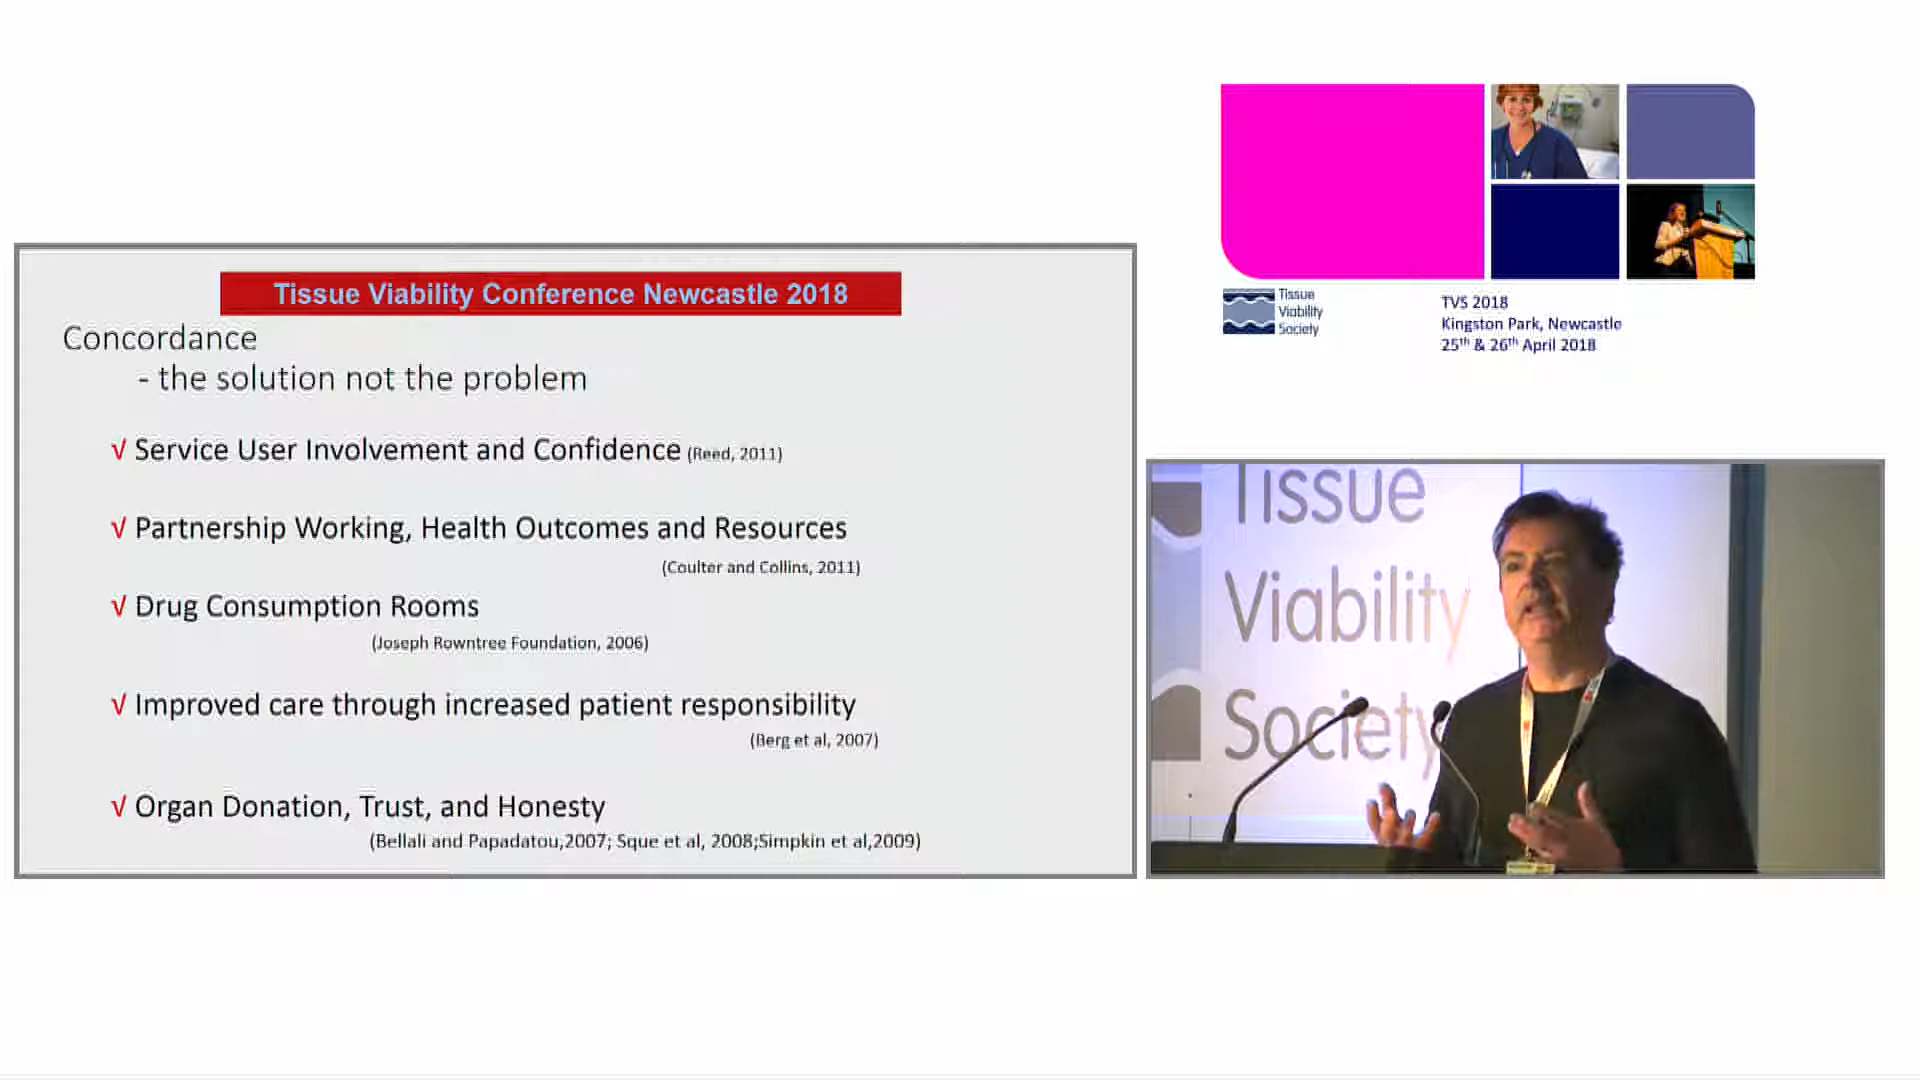 Tissue Viability Conference Newcastle 2018
Concordance
- the solution not the problem
√ Service User Involvement and Confidence (Reed, 2011)
√ Partnership Working, Health Outcomes and Resources
(Coulter and Collins, 2011)
√ Drug Consumption Rooms
(Joseph Rowntree Foundation, 2006)
√ Improved care through increased patient responsibility
(Berg et al, 2007)
√ Organ Donation, Trust, and Honesty
(Bellali and Papadatou,2007; Sque et al, 2008;Simpkin et al,2009)
Tissue
Viability
Society
TVS 2018
Kingston Park, Newcastle
25th & 26th April 2018
Tissue
Viability
Society